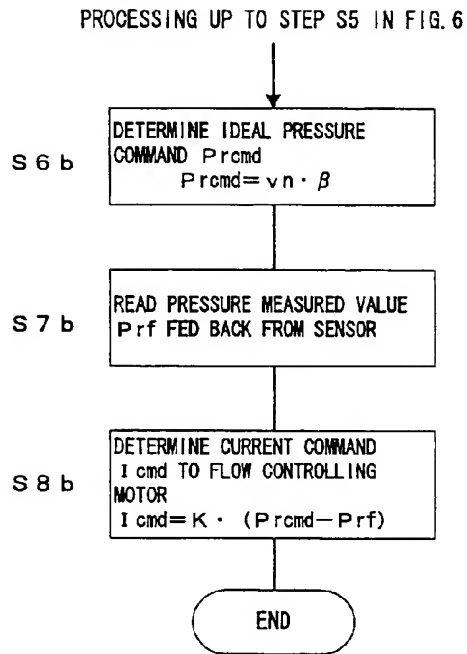 PROCESSING UP TO STEP S5 IN FIG.6
S6b
DETERMINE IDEAL PRESSURE
COMMAND Prcmd
Prcmd=vn・β
S7b
READ PRESSURE MEASURED VALUE
Prf FED BACK FROM SENSOR
S8b
DETERMINE CURRENT COMMAND
Icmd TO FLOW CONTROLLING
MOTOR
Icmd=K・(Prcmd−Prf)
END